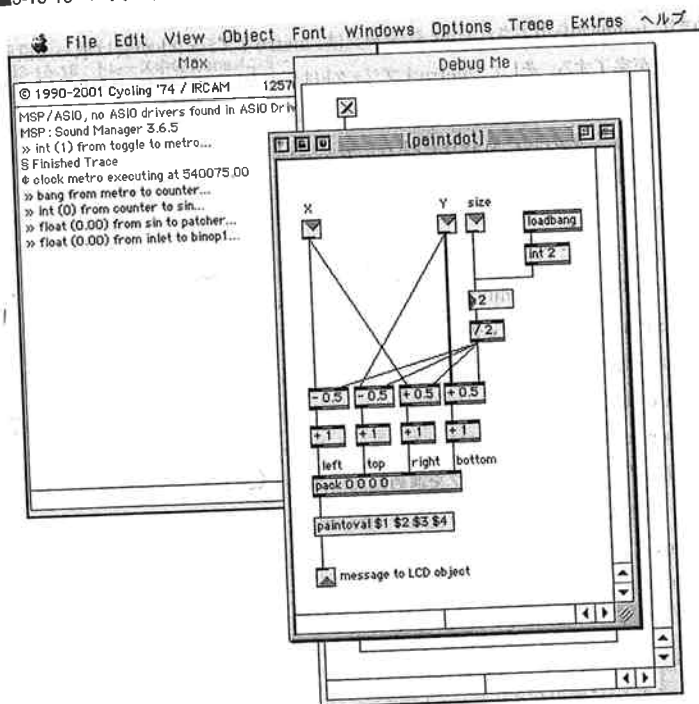 File Edit View Object Font Windows Options Trace Extras ヘルプ
Max
© 1990-2001 Cycling '74 / IRCAM 1257
MSP/ASIO, no ASIO drivers found in ASIO Driv
MSP: Sound Manager 3.6.5
» int (1) from toggle to metro...
§ Finished Trace
¢ clock metro executing at 540075.00
» bang from metro to counter...
» int (0) from counter to sin...
» float (0.00) from sin to patcher...
» float (0.00) from inlet to binop1...
Debug Me
[paintdot]
X Y size
loadbang
int 2
2
/ 2.
- 0.5 - 0.5 + 0.5 + 0.5
+ 1 + 1 + 1 + 1
left top right bottom
pack 0 0 0 0
paintoval $1 $2 $3 $4
message to LCD object